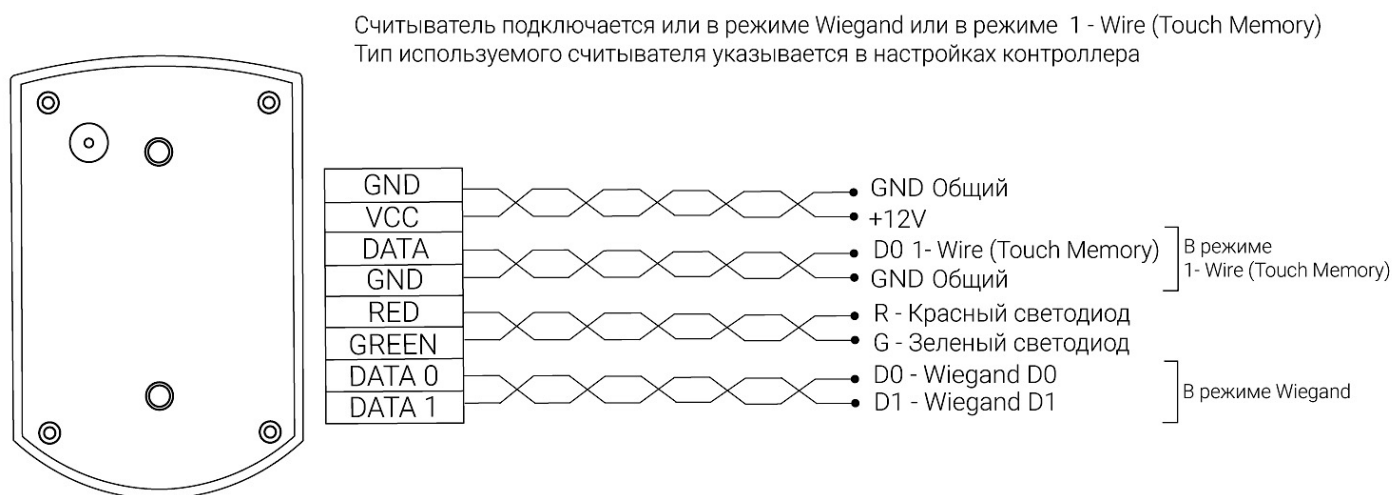 Считыватель подключается или в режиме Wiegand или в режиме 1 - Wire (Touch Memory)
Тип используемого считывателя указывается в настройках контроллера
GND
GND Общий
VCC
+12V
DATA
D0 1- Wire (Touch Memory)
В режиме
1- Wire (Touch Memory)
GND
GND Общий
RED
R - Красный светодиод
GREEN
G - Зеленый светодиод
DATA 0
D0 - Wiegand D0
DATA 1
D1 - Wiegand D1
В режиме Wiegand